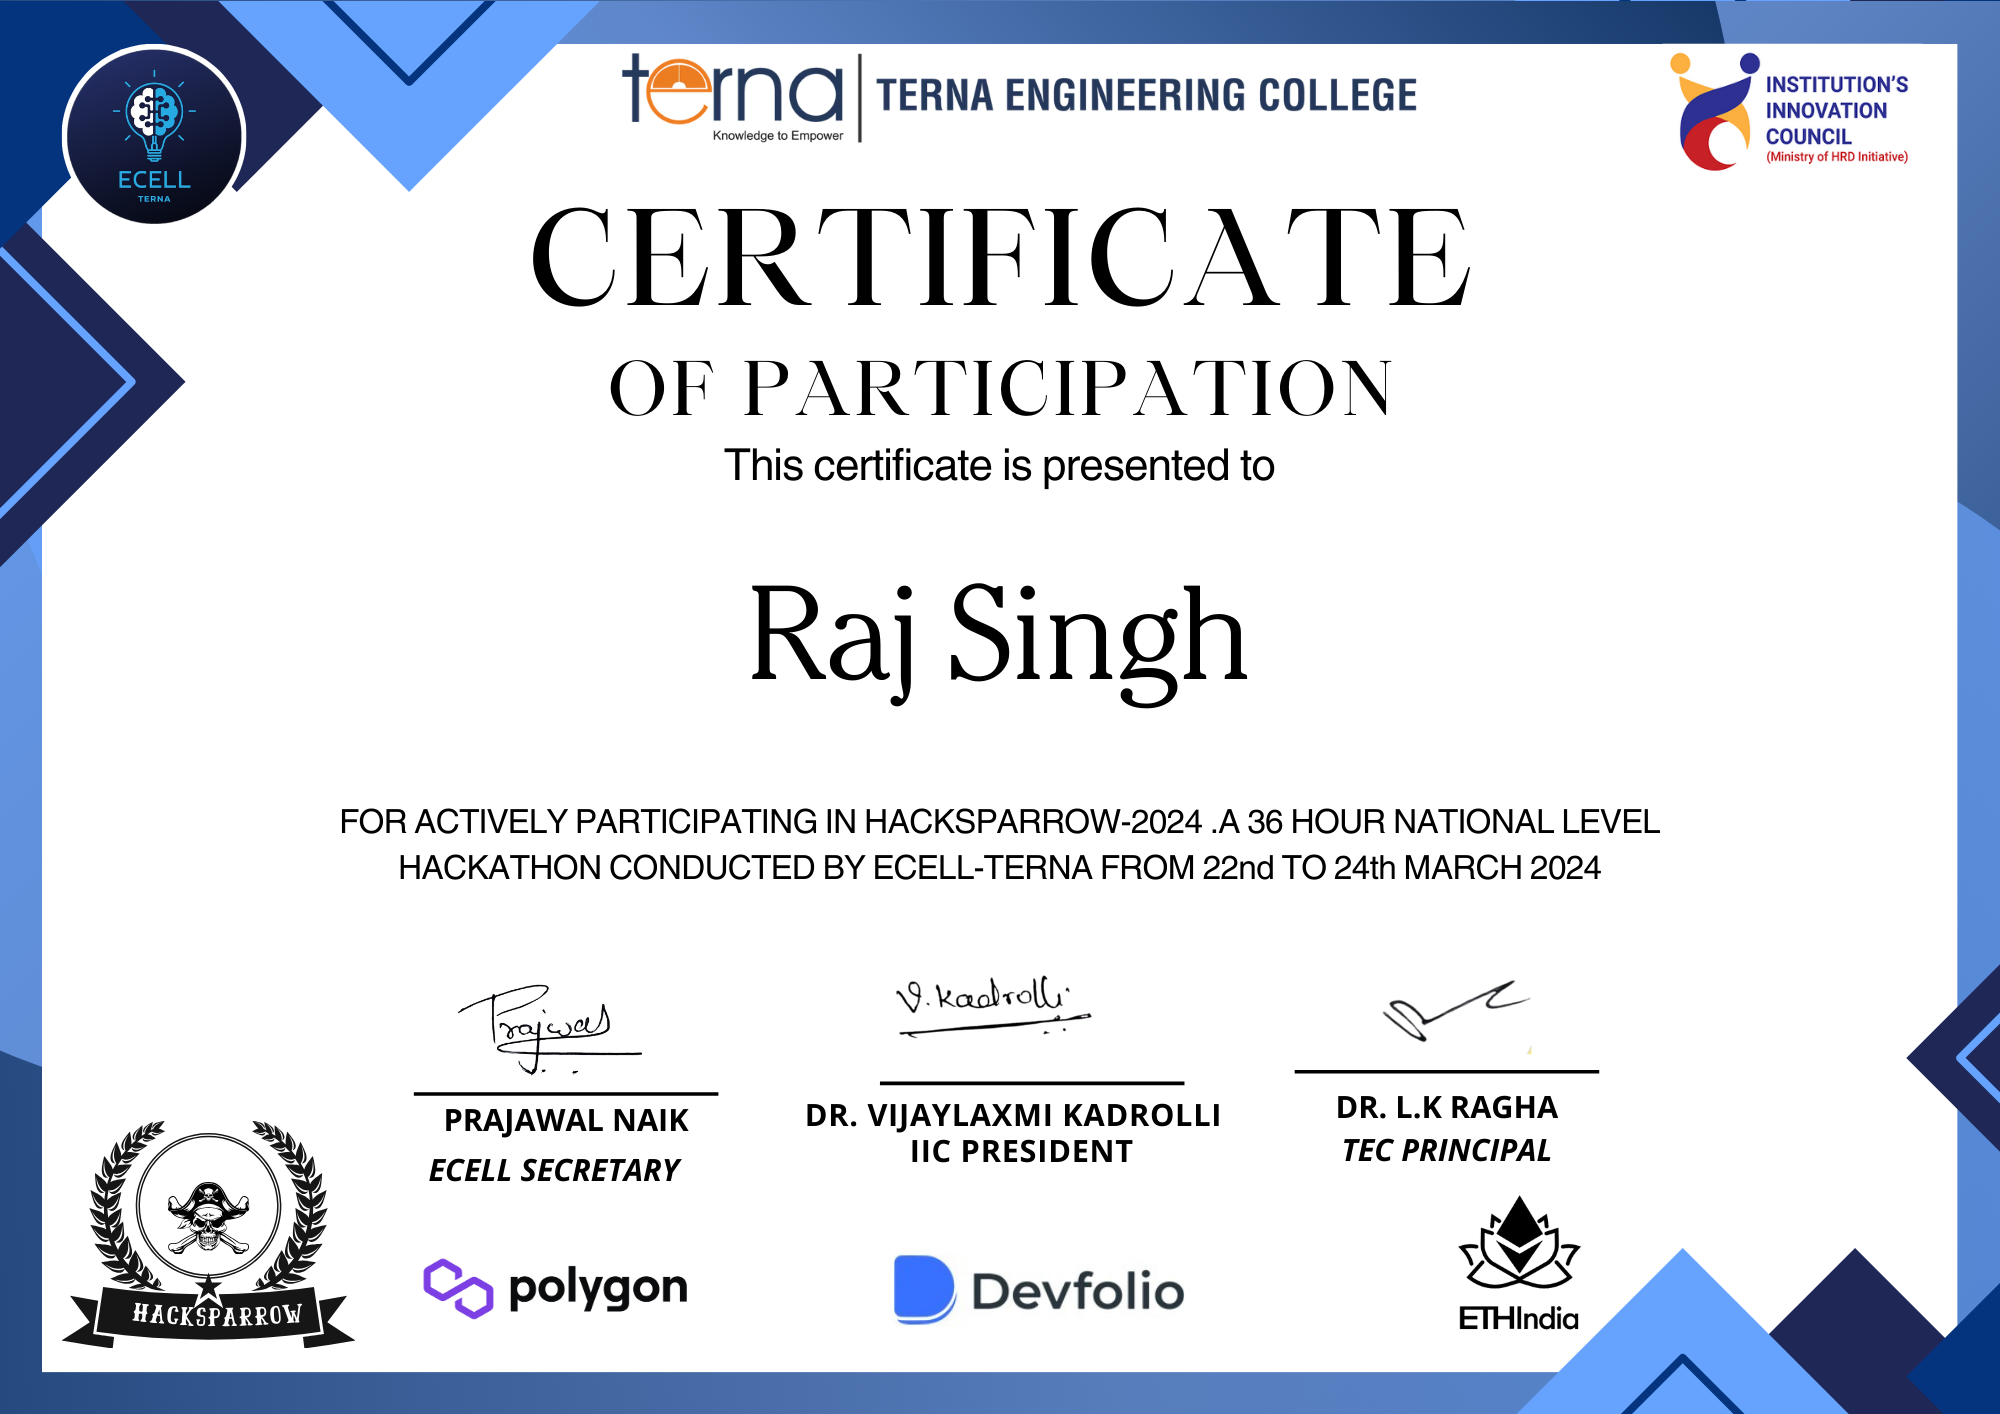 ECELL
TERNA
terna
Knowledge to Empower
TERNA ENGINEERING COLLEGE
INSTITUTION'S
INNOVATION
COUNCIL
(Ministry of HRD Initiative)
CERTIFICATE
OF PARTICIPATION
This certificate is presented to
Raj Singh
FOR ACTIVELY PARTICIPATING IN HACKSPARROW-2024 .A 36 HOUR NATIONAL LEVEL
HACKATHON CONDUCTED BY ECELL-TERNA FROM 22nd TO 24th MARCH 2024
Prajwal
V. Kadrolli
PRAJAWAL NAIK
ECELL SECRETARY
DR. VIJAYLAXMI KADROLLI
IIC PRESIDENT
DR. L.K RAGHA
TEC PRINCIPAL
HACKSPARROW
polygon
Devfolio
ETHIndia